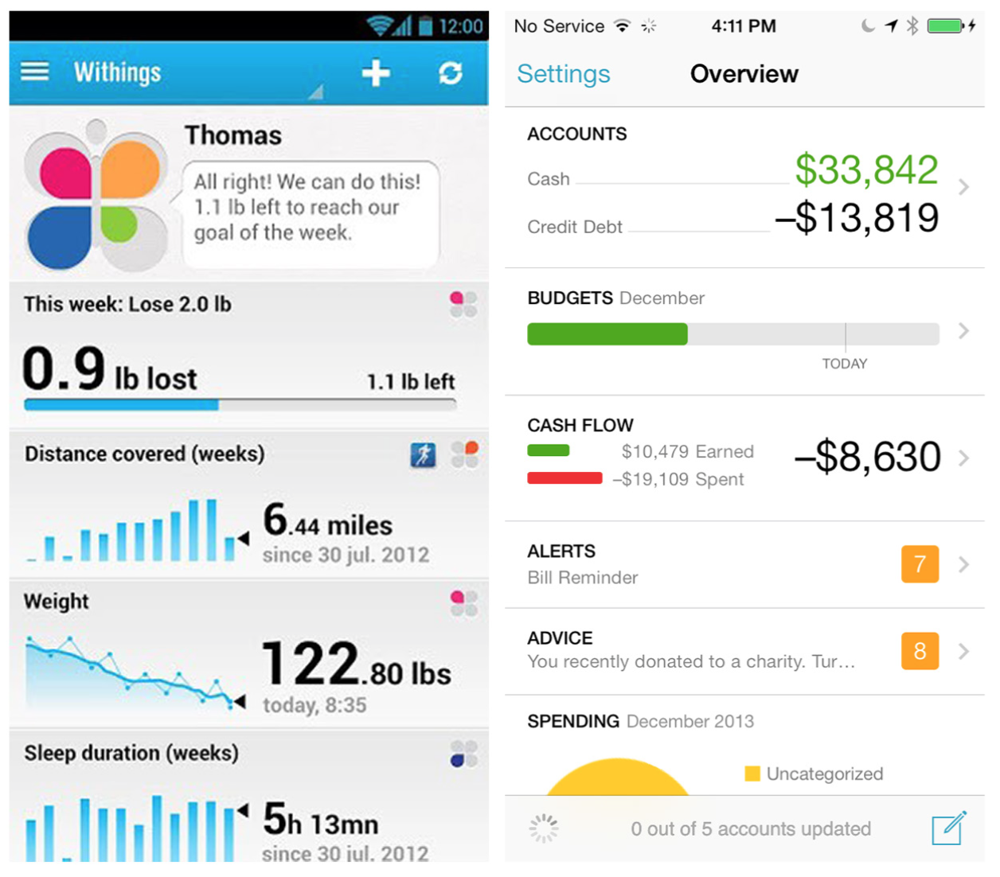 12:00
Withings
Thomas
All right! We can do this!
1.1 lb left to reach our
goal of the week.
This week: Lose 2.0 lb
0.9 lb lost
1.1 lb left
Distance covered (weeks)
6.44 miles
since 30 jul. 2012
Weight
122.80 lbs
today, 8:35
Sleep duration (weeks)
5h 13mn
since 30 jul. 2012
No Service
4:11 PM
Settings
Overview
ACCOUNTS
Cash
$33,842
Credit Debt
–$13,819
BUDGETS December
TODAY
CASH FLOW
$10,479 Earned
–$19,109 Spent
–$8,630
ALERTS
Bill Reminder
7
ADVICE
You recently donated to a charity. Tur...
8
SPENDING December 2013
Uncategorized
0 out of 5 accounts updated